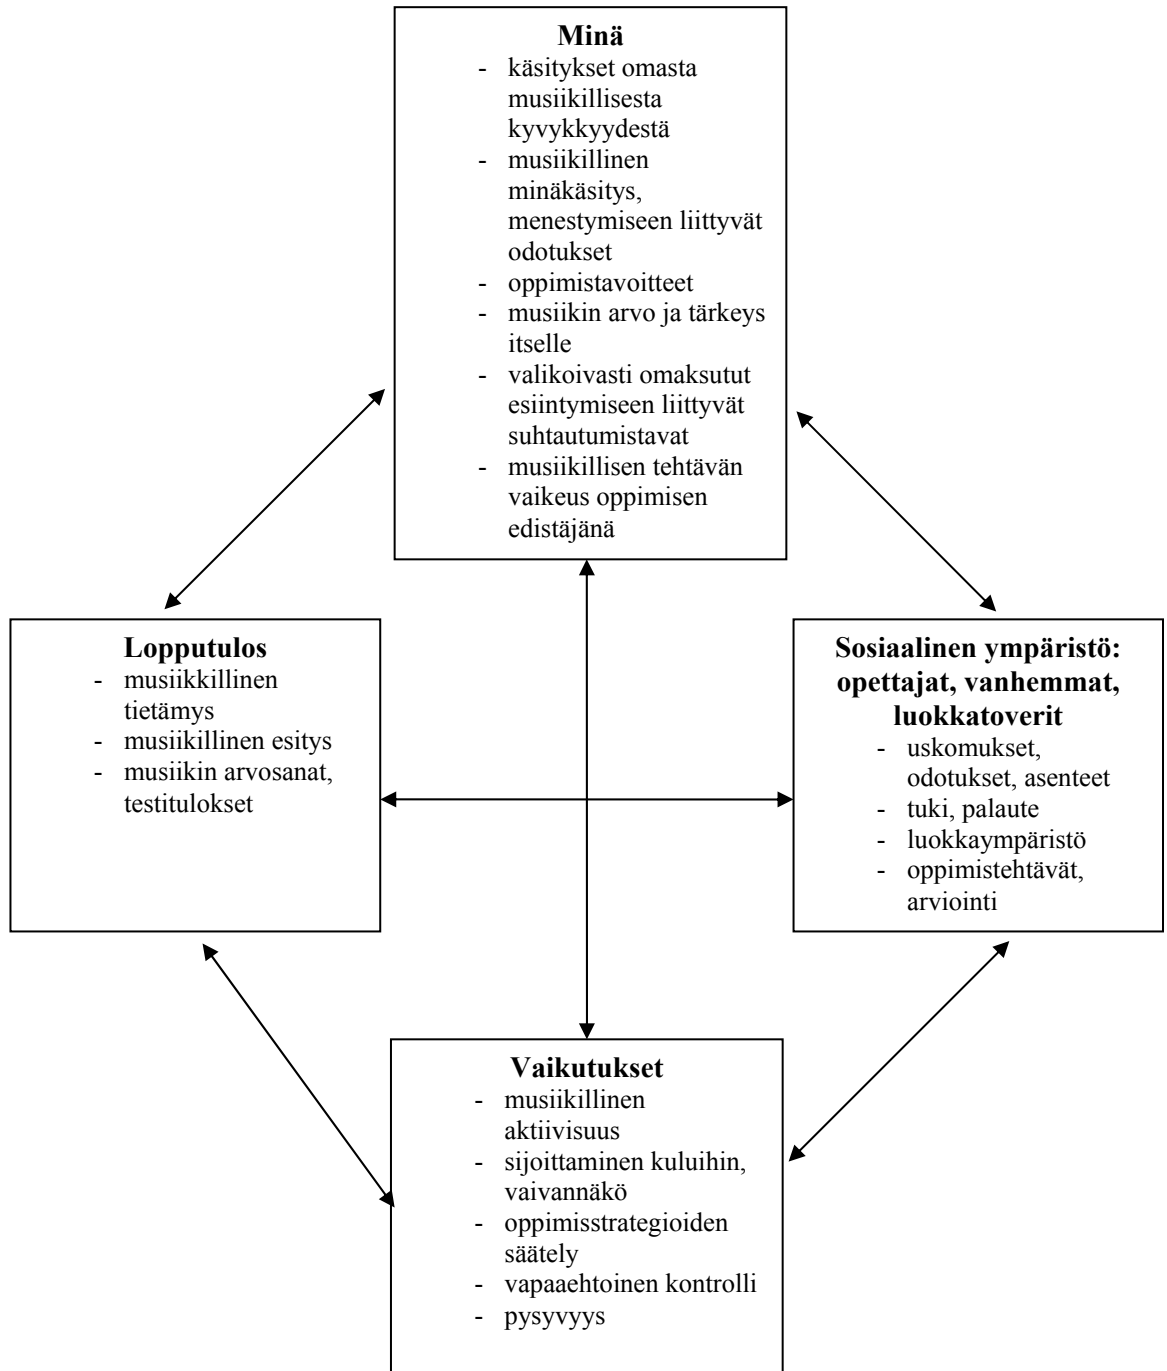 Minä
- käsitykset omasta
musiikillisesta
kyvykkyydestä
- musiikillinen
minäkäsitys,
menestymiseen liittyvät
odotukset
- oppimistavoitteet
- musiikin arvo ja tärkeys
itselle
- valikoivasti omaksutut
esiintymiseen liittyvät
suhtautumistavat
- musiikillisen tehtävän
vaikeus oppimisen
edistäjänä
Lopputulos
- musiikkillinen
tietämys
- musiikillinen esitys
- musiikin arvosanat,
testitulokset
Sosiaalinen ympäristö:
opettajat, vanhemmat,
luokkatoverit
- uskomukset,
odotukset, asenteet
- tuki, palaute
- luokkaympäristö
- oppimistehtävät,
arviointi
Vaikutukset
- musiikillinen
aktiivisuus
- sijoittaminen kuluihin,
vaivannäkö
- oppimisstrategioiden
säätely
- vapaaehtoinen kontrolli
- pysyvyys